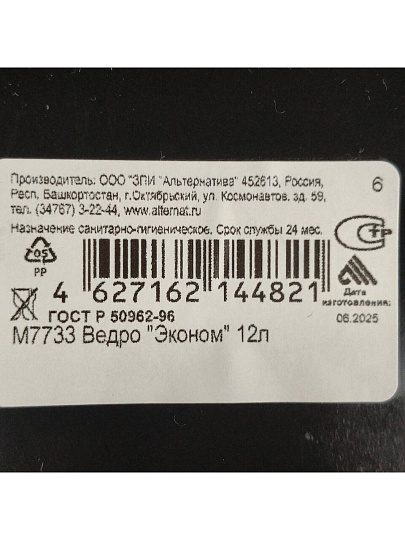 Производитель: ООО "ЗПИ "Альтернатива" 452613, Россия,
Респ. Башкортостан, г.Октябрьский, ул. Космонавтов, зд. 59,
тел. (34767) 3-22-44, www.alternat.ru
6
Назначение санитарно-гигиеническое. Срок службы 24 мес.
05
PP
4 627162 144821
Дата
изготовления:
06.2025
ГОСТ Р 50962-96
М7733 Ведро "Эконом" 12л